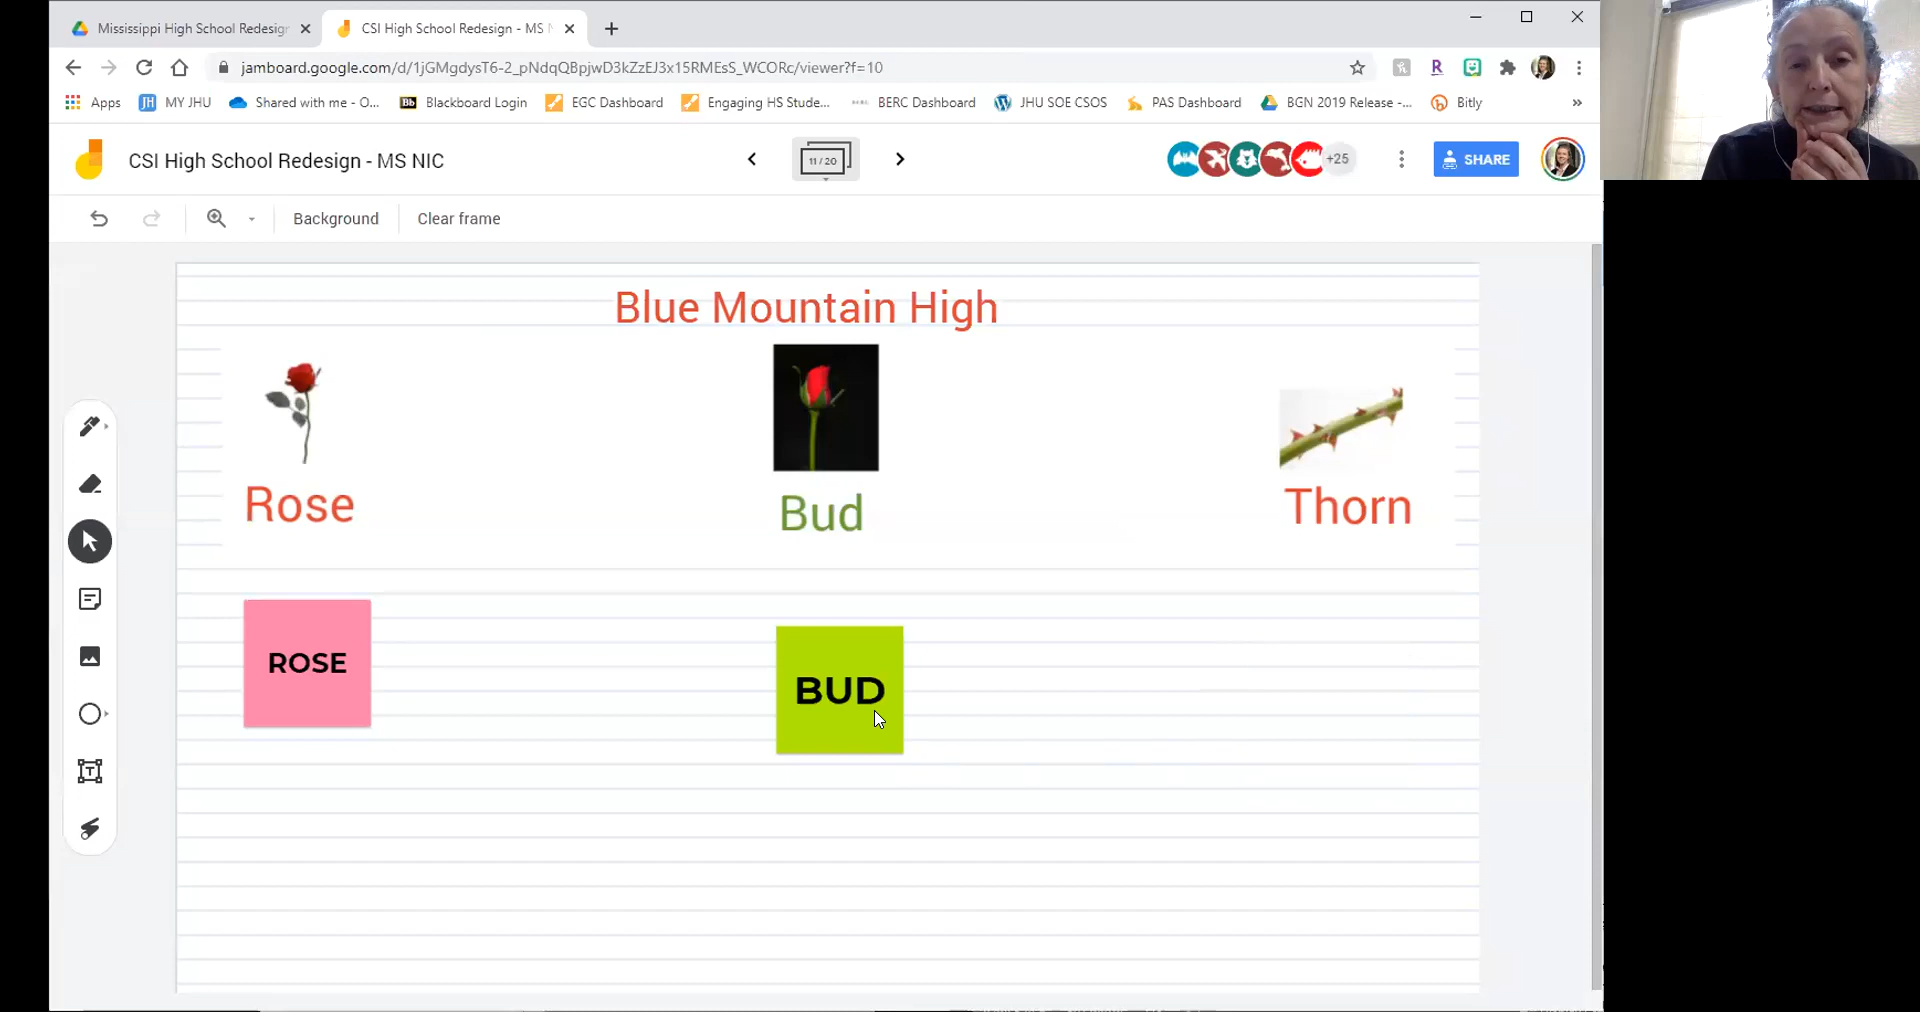 Mississippi High School Redesign
CSI High School Redesign - MS N
jamboard.google.com/d/1jGMgdysT6-2_pNdqQBpjwD3kZzEJ3x15RMEsS_WCORc/viewer?f=10
Apps
JH MY JHU
Shared with me - O...
Bb Blackboard Login
EGC Dashboard
Engaging HS Stude...
BERC Dashboard
JHU SOE CSOS
PAS Dashboard
BGN 2019 Release -...
Bitly
»
CSI High School Redesign - MS NIC
11 / 20
+25
SHARE
Background
Clear frame
Blue Mountain High
Rose
Bud
Thorn
ROSE
BUD